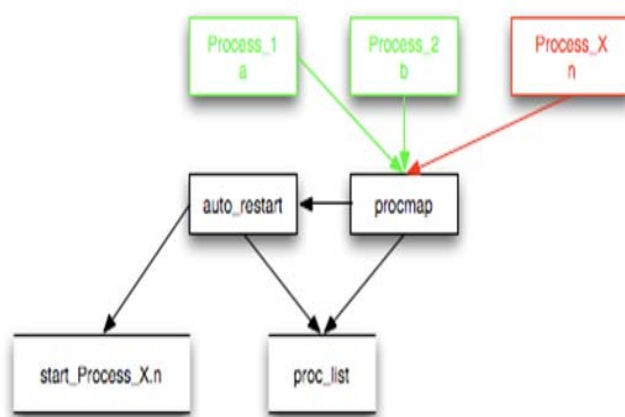 Process_1
a
Process_2
b
Process_X
n
auto_restart
procmap
start_Process_X.n
proc_list